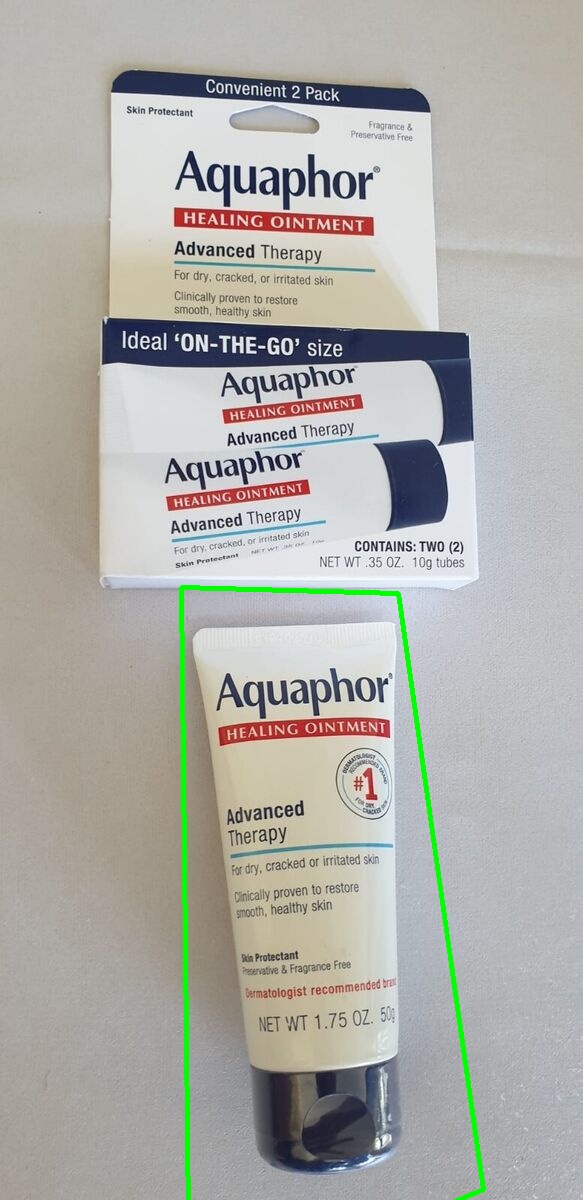 Convenient 2 Pack
Skin Protectant
Fragrance &
Preservative Free
Aquaphor®
HEALING OINTMENT
Advanced Therapy
For dry, cracked, or irritated skin
Clinically proven to restore
smooth, healthy skin
Ideal 'ON-THE-GO' size
Aquaphor
HEALING OINTMENT
Advanced Therapy
Aquaphor
HEALING OINTMENT
Advanced Therapy
For dry, cracked, or irritated skin
Skin Protectant NET WT .35 OZ.
CONTAINS: TWO (2)
NET WT .35 OZ. 10g tubes
Aquaphor®
HEALING OINTMENT
DERMATOLOGIST
RECOMMENDED BRAND
#1
FOR DRY,
CRACKED SKIN
Advanced
Therapy
For dry, cracked or irritated skin
Clinically proven to restore
smooth, healthy skin
Skin Protectant
Preservative & Fragrance Free
Dermatologist recommended brand
NET WT 1.75 OZ. 50g